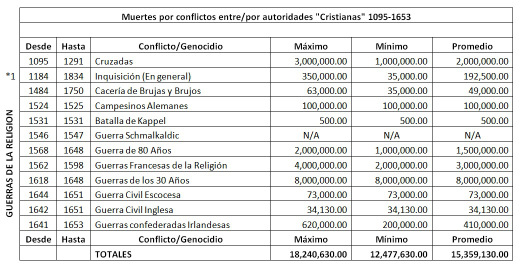 Muertes por conflictos entre/por autoridades "Cristianas" 1095-1653
Desde Hasta Conflicto/Genocidio Máximo Mínimo Promedio
1095 1291 Cruzadas 3,000,000.00 1,000,000.00 2,000,000.00
*1 1184 1834 Inquisición (En general) 350,000.00 35,000.00 192,500.00
1484 1750 Cacería de Brujas y Brujos 63,000.00 35,000.00 49,000.00
1524 1525 Campesinos Alemanes 100,000.00 100,000.00 100,000.00
1531 1531 Batalla de Kappel 500.00 500.00 500.00
1546 1547 Guerra Schmalkaldic N/A N/A N/A
1568 1648 Guerra de 80 Años 2,000,000.00 1,000,000.00 1,500,000.00
1562 1598 Guerras Francesas de la Religión 4,000,000.00 2,000,000.00 3,000,000.00
1618 1648 Guerras de los 30 Años 8,000,000.00 8,000,000.00 8,000,000.00
1644 1651 Guerra Civil Escocesa 73,000.00 73,000.00 73,000.00
1642 1651 Guerra Civil Inglesa 34,130.00 34,130.00 34,130.00
1641 1653 Guerras confederadas Irlandesas 620,000.00 200,000.00 410,000.00
Desde Hasta Conflicto/Genocidio Máximo Mínimo Promedio
TOTALES 18,240,630.00 12,477,630.00 15,359,130.00
GUERRAS DE LA RELIGION